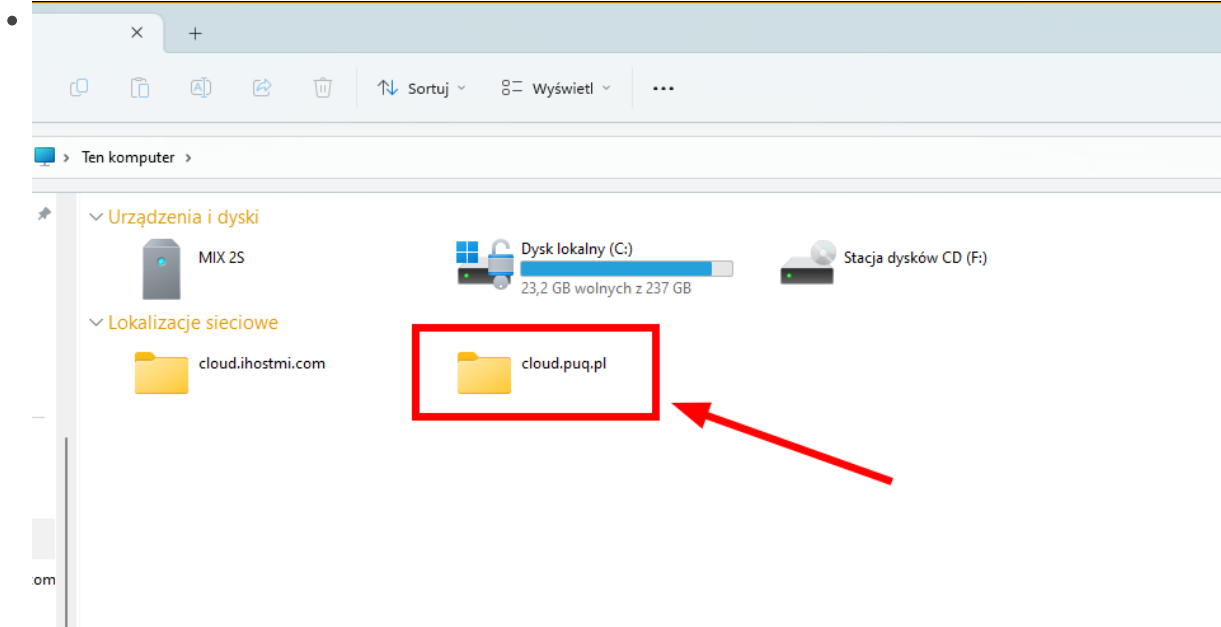 Sortuj Wyświetl
Ten komputer
Urządzenia i dyski
MIX 2S
Dysk lokalny (C:)
23,2 GB wolnych z 237 GB
Stacja dysków CD (F:)
Lokalizacje sieciowe
cloud.ihostmi.com
cloud.puq.pl
com